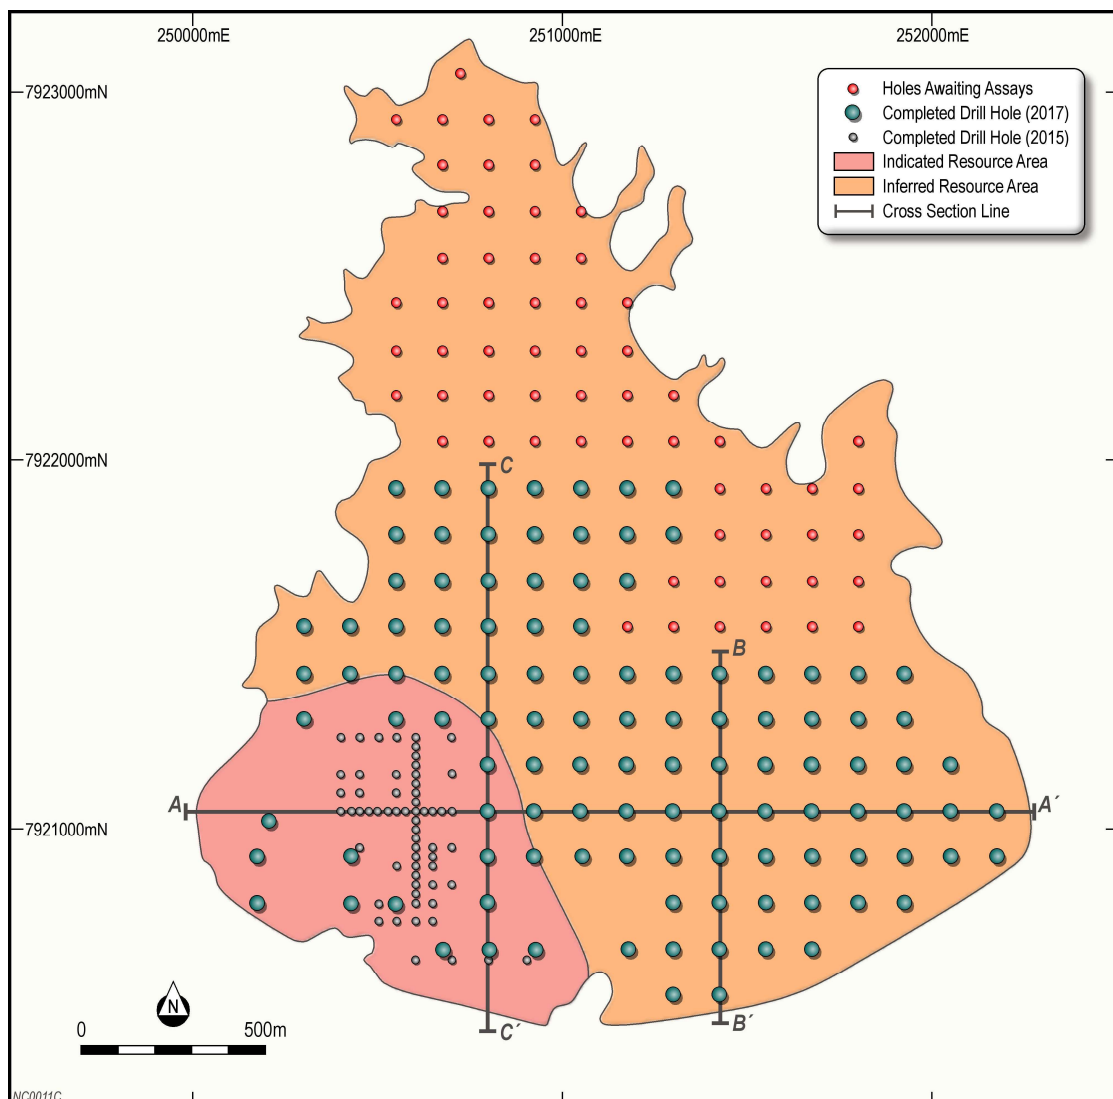 250000mE 251000mE 252000mE
7923000mN
Holes Awaiting Assays
Completed Drill Hole (2017)
Completed Drill Hole (2015)
Indicated Resource Area
Inferred Resource Area
Cross Section Line
7922000mN
C
B
A A´
7921000mN
N
C´ B´
0 500m
NC0011C